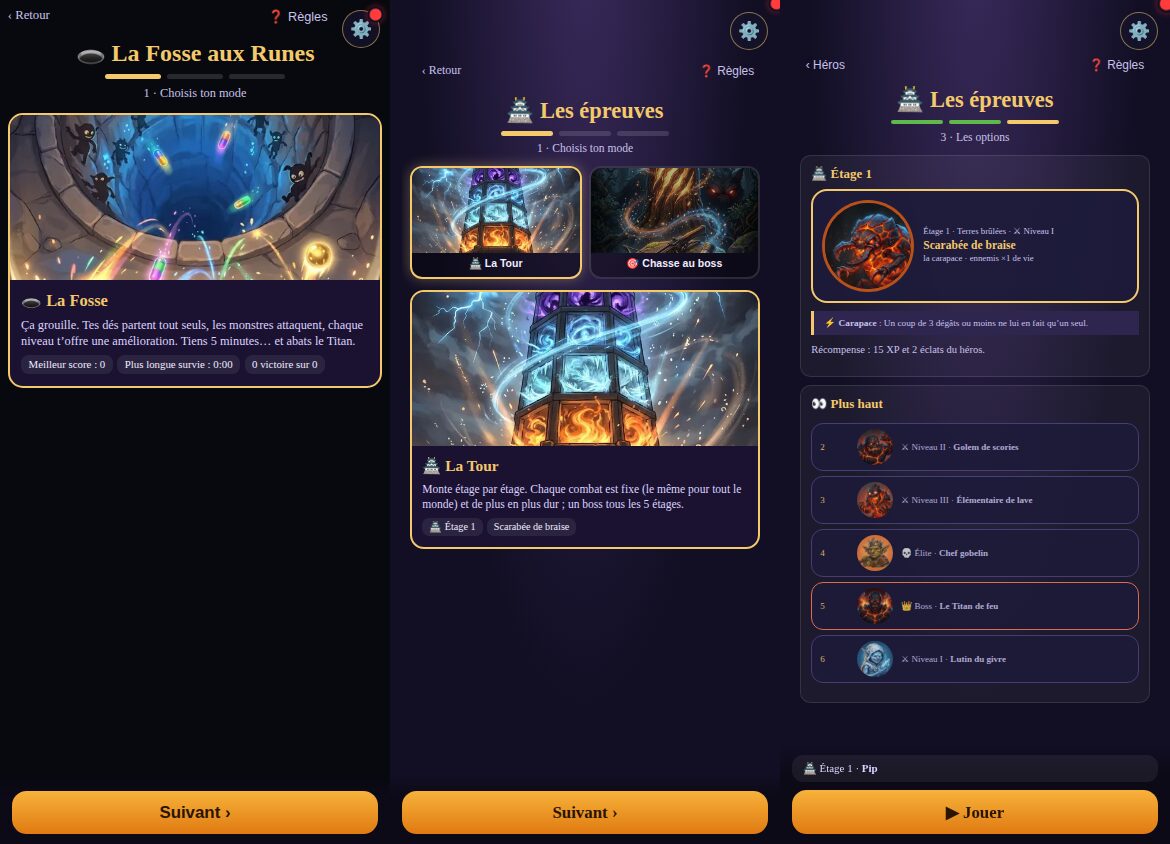 ‹ Retour
❓ Règles
La Fosse aux Runes
1 · Choisis ton mode
La Fosse
Ça grouille. Tes dés partent tout seuls, les monstres attaquent, chaque
niveau t’offre une amélioration. Tiens 5 minutes… et abats le Titan.
Meilleur score : 0
Plus longue survie : 0:00
0 victoire sur 0
Suivant ›
‹ Retour
❓ Règles
Les épreuves
1 · Choisis ton mode
La Tour
Chasse au boss
La Tour
Monte étage par étage. Chaque combat est fixe (le même pour tout le
monde) et de plus en plus dur ; un boss tous les 5 étages.
Étage 1
Scarabée de braise
Suivant ›
‹ Héros
❓ Règles
Les épreuves
3 · Les options
Étage 1
Étage 1 · Terres brûlées · ⚔ Niveau I
Scarabée de braise
la carapace · ennemis ×1 de vie
⚡ Carapace : Un coup de 3 dégâts ou moins ne lui en fait qu’un seul.
Récompense : 15 XP et 2 éclats du héros.
👀 Plus haut
2 ⚔ Niveau II · Golem de scories
3 ⚔ Niveau III · Élémentaire de lave
4 💀 Élite · Chef gobelin
5 👑 Boss · Le Titan de feu
6 ⚔ Niveau I · Lutin du givre
Étage 1 · Pip
▶ Jouer